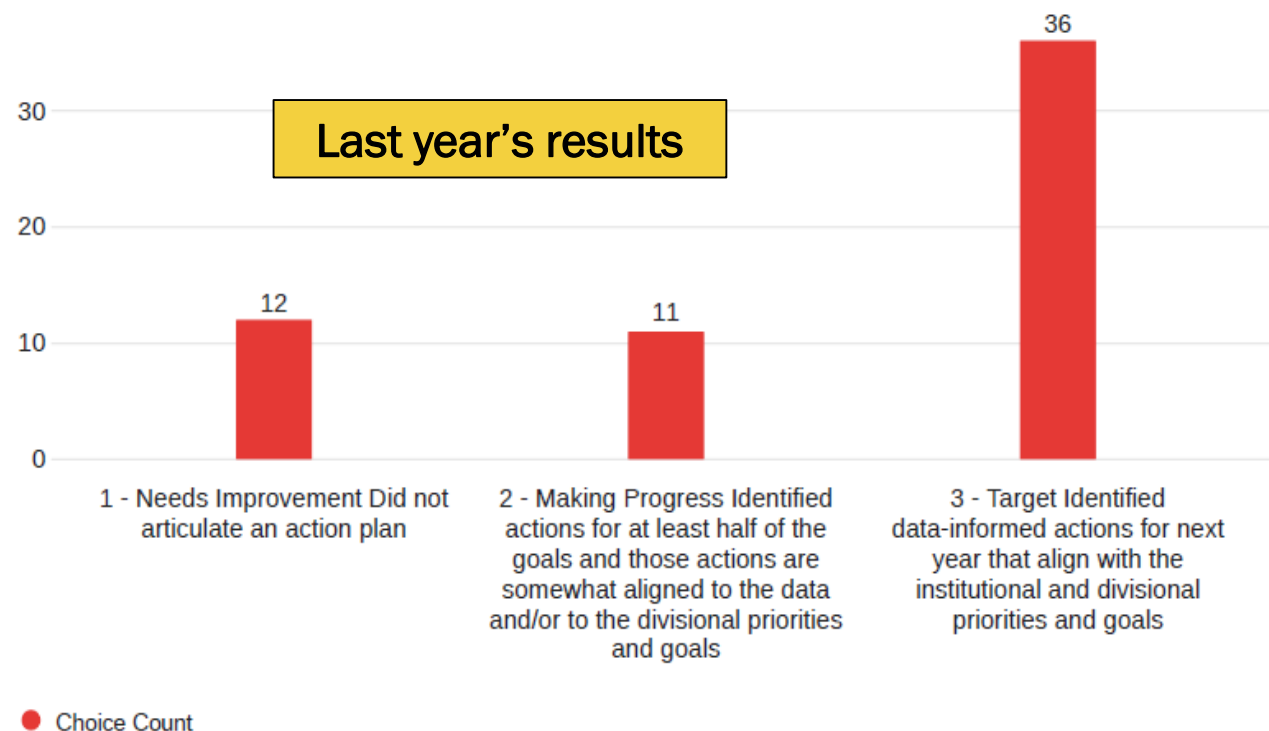 36
30
Last year’s results
20
12
11
10
0
1 - Needs Improvement Did not
articulate an action plan
2 - Making Progress Identified
actions for at least half of the
goals and those actions are
somewhat aligned to the data
and/or to the divisional priorities
and goals
3 - Target Identified
data-informed actions for next
year that align with the
institutional and divisional
priorities and goals
Choice Count